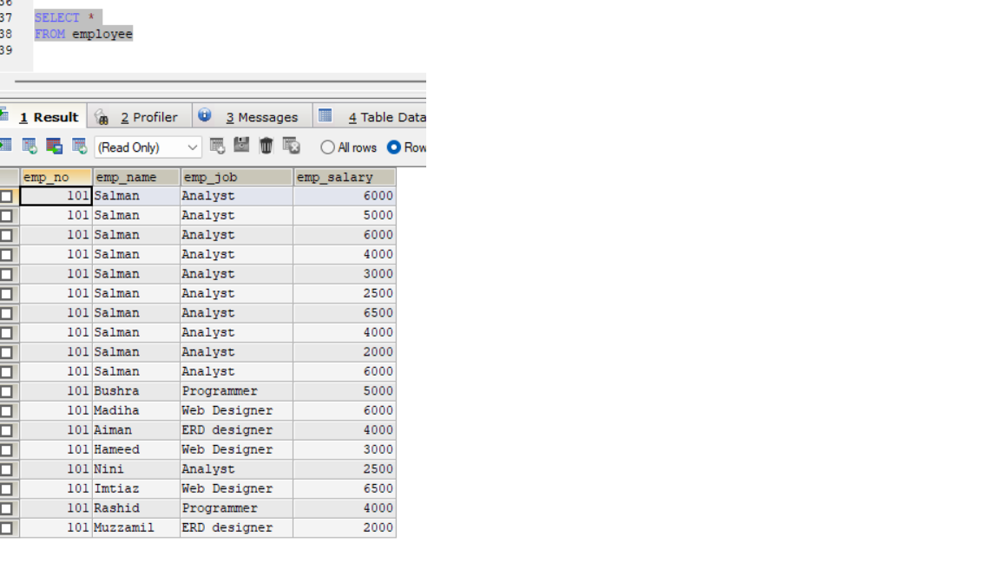 36
37 SELECT *
38 FROM employee
39
1 Result 2 Profiler 3 Messages 4 Table Data
(Read Only) All rows Row
emp_no emp_name emp_job emp_salary
101 Salman Analyst 6000
101 Salman Analyst 5000
101 Salman Analyst 6000
101 Salman Analyst 4000
101 Salman Analyst 3000
101 Salman Analyst 2500
101 Salman Analyst 6500
101 Salman Analyst 4000
101 Salman Analyst 2000
101 Salman Analyst 6000
101 Bushra Programmer 5000
101 Madiha Web Designer 6000
101 Aiman ERD designer 4000
101 Hameed Web Designer 3000
101 Nini Analyst 2500
101 Imtiaz Web Designer 6500
101 Rashid Programmer 4000
101 Muzzamil ERD designer 2000